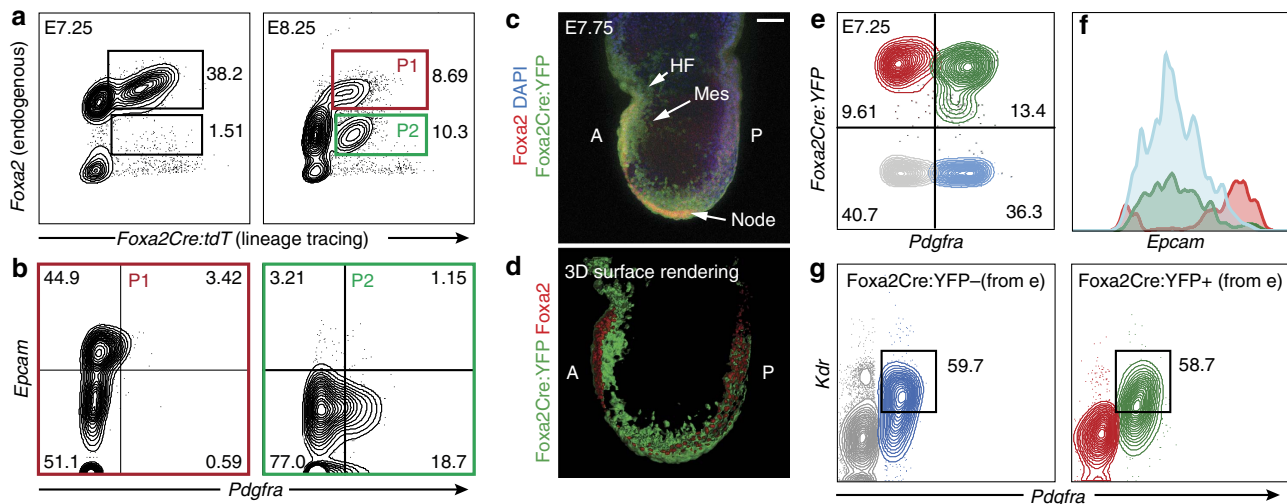 a
E7.25
38.2
1.51
E8.25
P1
8.69
P2
10.3
Foxa2 (endogenous)
Foxa2Cre:tdT (lineage tracing)
b
44.9
P1
3.42
51.1
0.59
3.21
P2
1.15
77.0
18.7
Epcam
Pdgfra
c
E7.75
HF
Mes
A
P
Node
Foxa2 DAPI
Foxa2Cre:YFP
d
3D surface rendering
A
P
Foxa2Cre:YFP Foxa2
e
E7.25
9.61
13.4
40.7
36.3
Foxa2Cre:YFP
Pdgfra
f
Epcam
g
Foxa2Cre:YFP–(from e)
59.7
Foxa2Cre:YFP+ (from e)
58.7
Kdr
Pdgfra